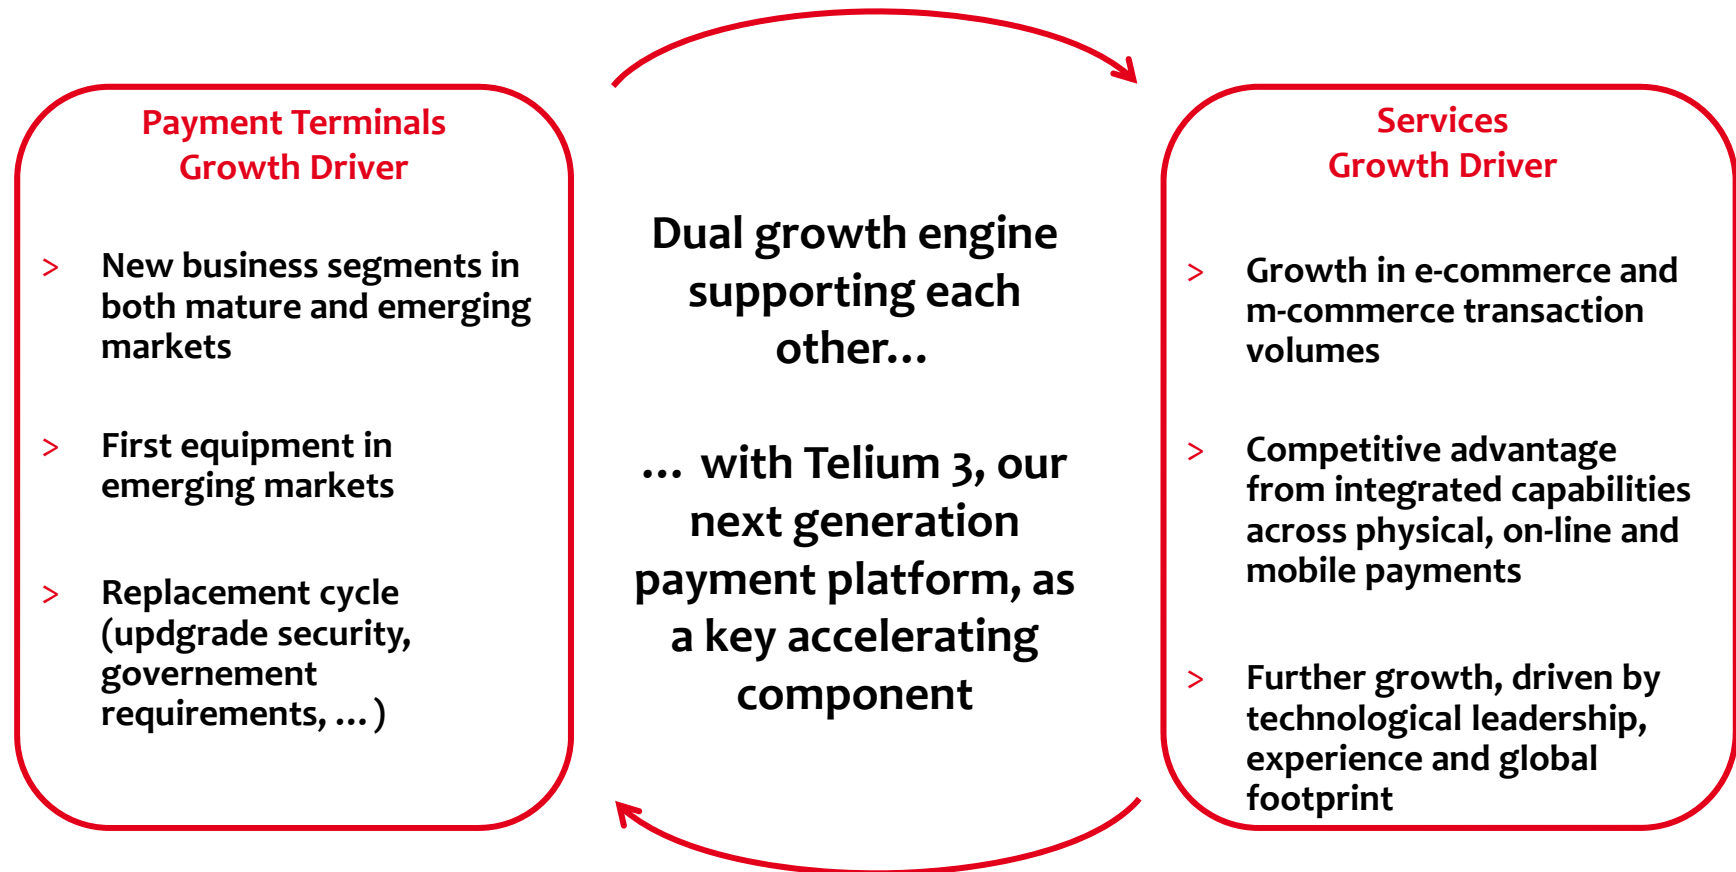 Payment Terminals
Growth Driver
> New business segments in
both mature and emerging
markets
> First equipment in
emerging markets
> Replacement cycle
(updgrade security,
governement
requirements, ... )
Dual growth engine
supporting each
other...
... with Telium 3, our
next generation
payment platform, as
a key accelerating
component
Services
Growth Driver
> Growth in e-commerce and
m-commerce transaction
volumes
> Competitive advantage
from integrated capabilities
across physical, on-line and
mobile payments
> Further growth, driven by
technological leadership,
experience and global
footprint